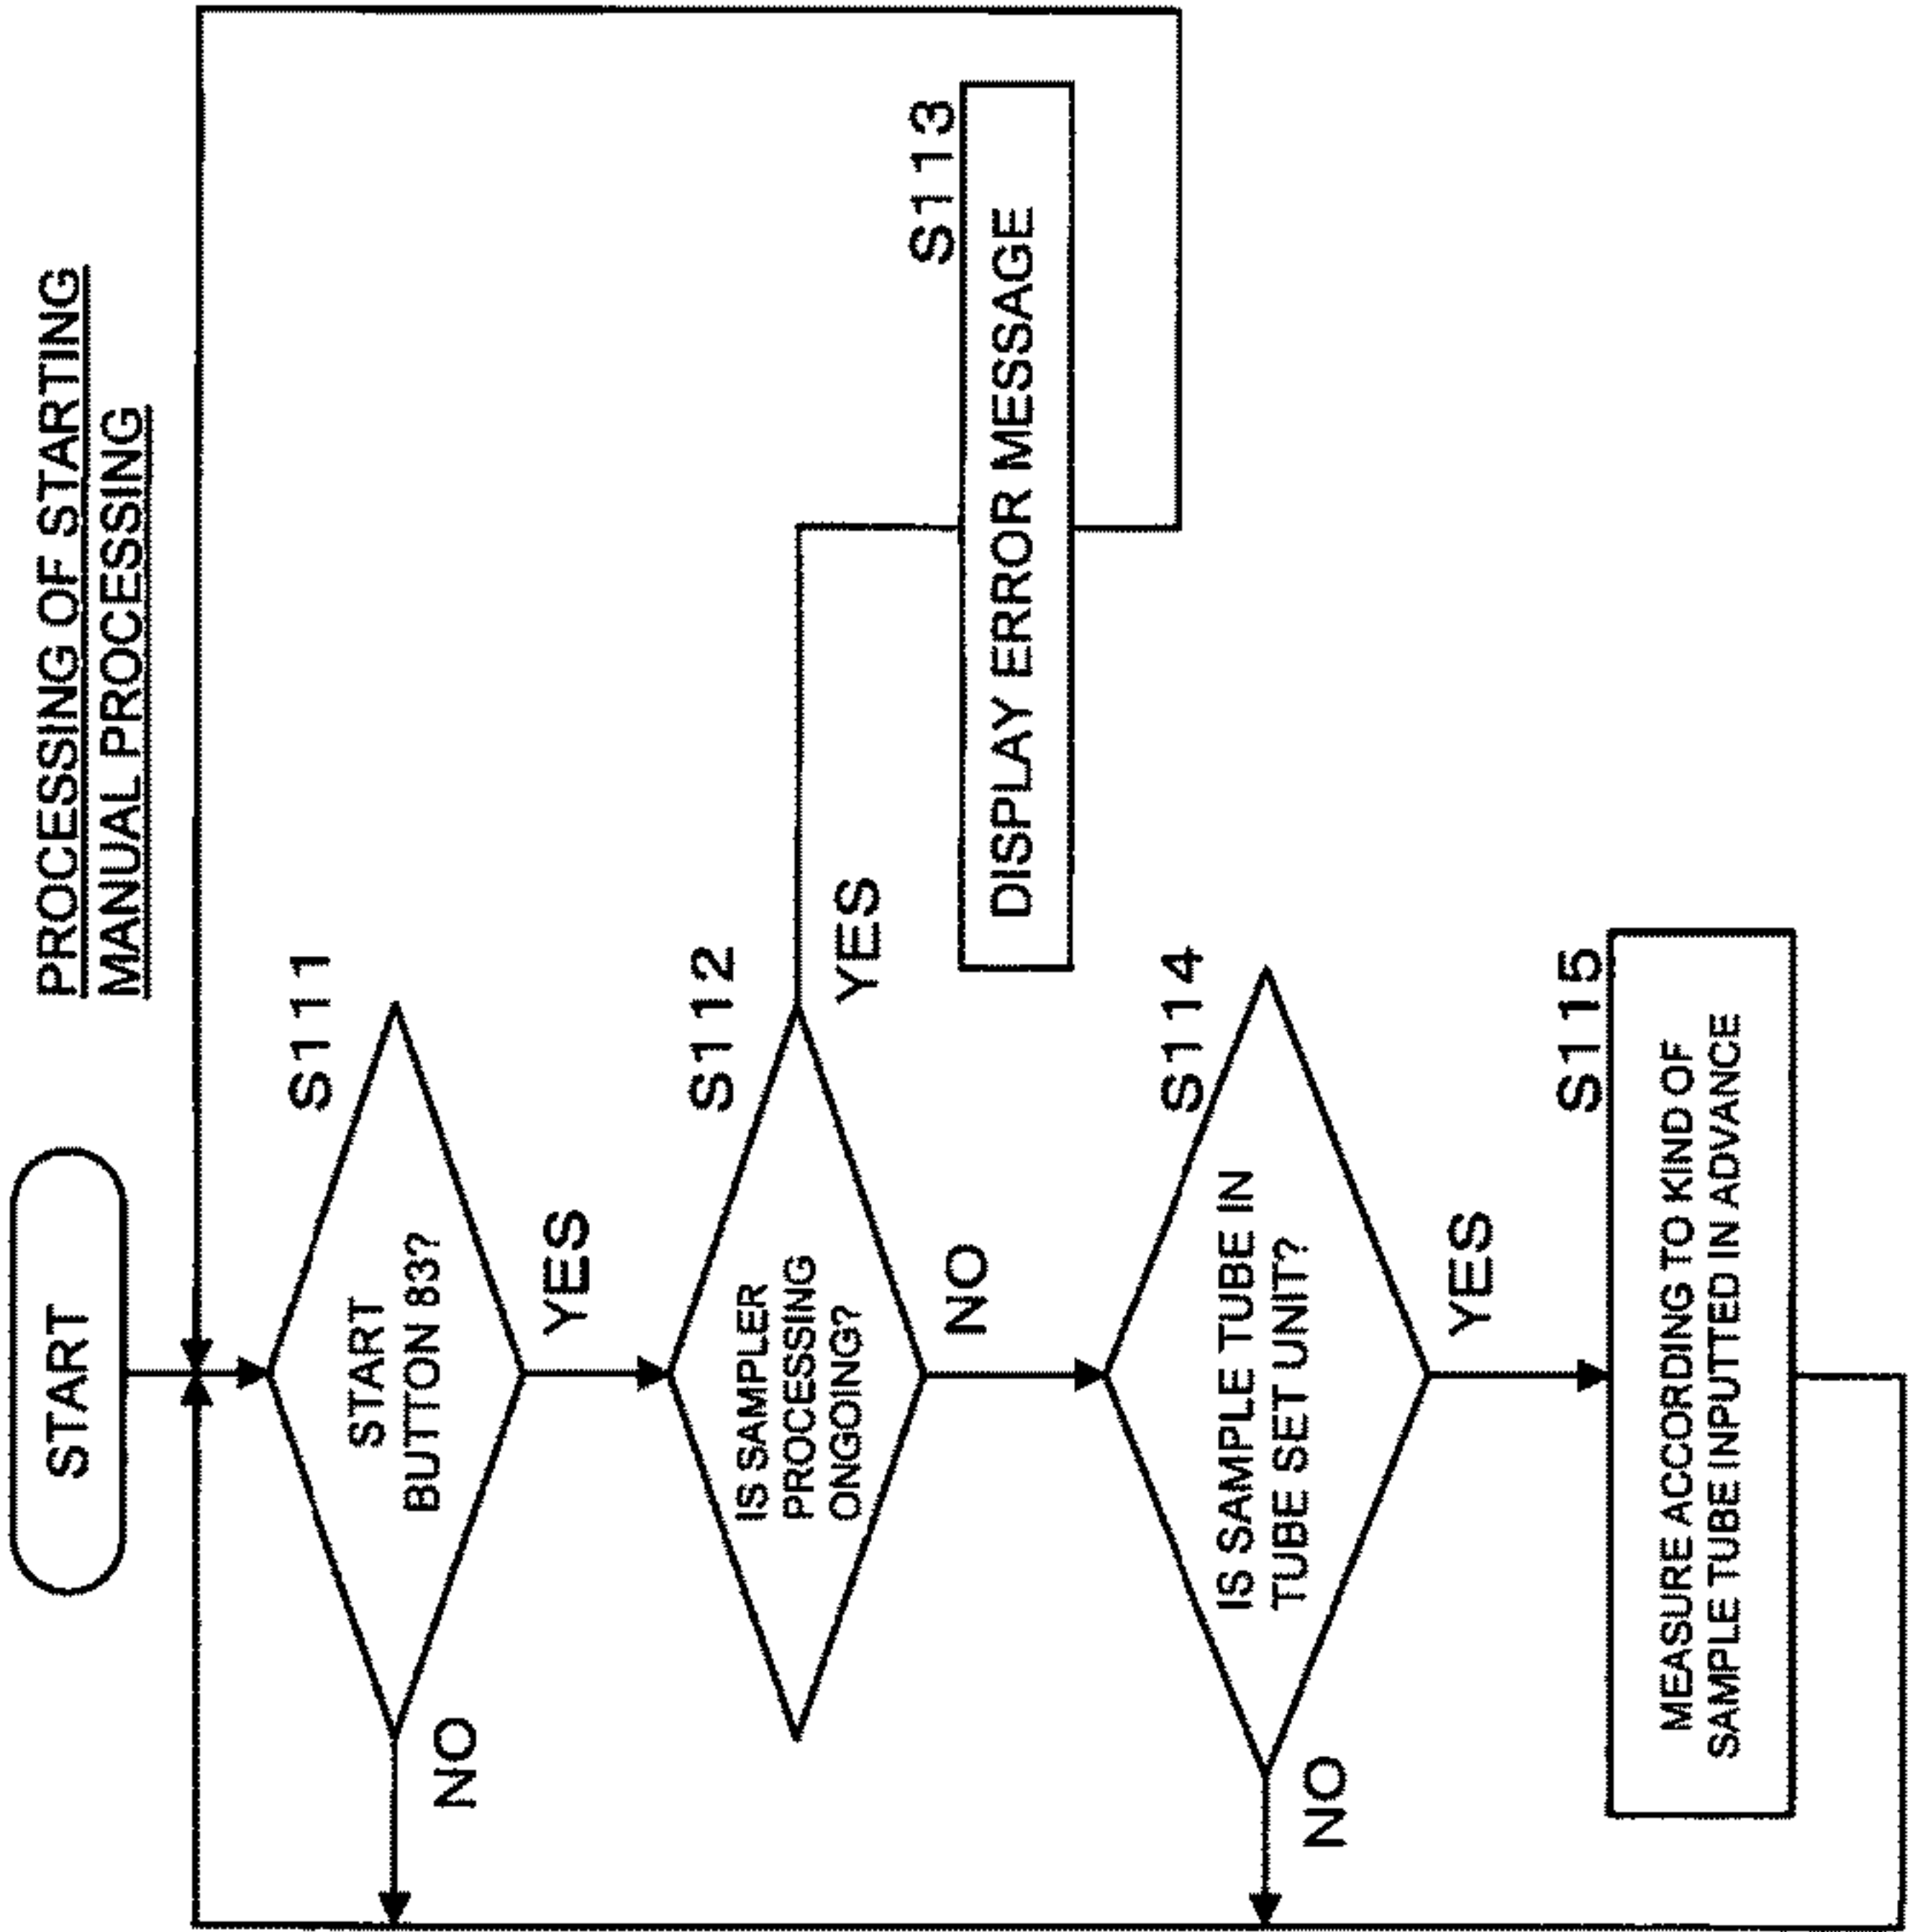 PROCESSING OF STARTING
MANUAL PROCESSING
START
S111
START
BUTTON 83?
NO
YES
S112
IS SAMPLER
PROCESSING
ONGOING?
YES
NO
S113
DISPLAY ERROR MESSAGE
S114
IS SAMPLE TUBE IN
TUBE SET UNIT?
NO
YES
S115
MEASURE ACCORDING TO KIND OF
SAMPLE TUBE INPUTTED IN ADVANCE